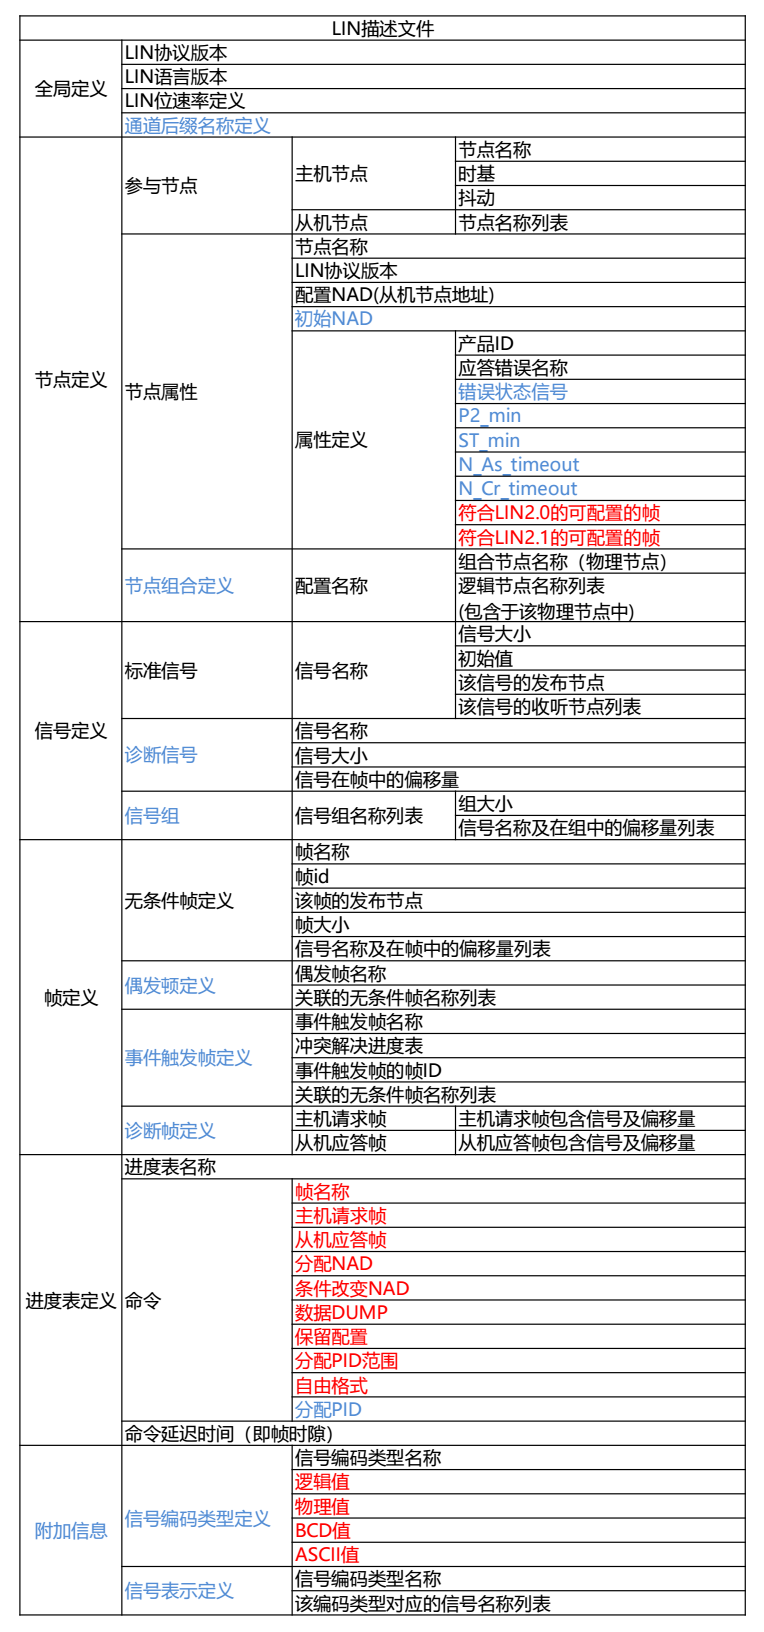 LIN描述文件
全局定义
LIN协议版本
LIN语言版本
LIN位速率定义
通道后缀名称定义
节点定义
参与节点
主机节点
节点名称
时基
抖动
从机节点
节点名称列表
节点属性
节点名称
LIN协议版本
配置NAD(从机节点地址)
初始NAD
属性定义
产品ID
应答错误名称
错误状态信号
P2_min
ST_min
N_As_timeout
N_Cr_timeout
符合LIN2.0的可配置的帧
符合LIN2.1的可配置的帧
节点组合定义
配置名称
组合节点名称（物理节点）
逻辑节点名称列表
(包含于该物理节点中)
信号定义
标准信号
信号名称
信号大小
初始值
该信号的发布节点
该信号的收听节点列表
诊断信号
信号名称
信号大小
信号在帧中的偏移量
信号组
信号组名称列表
组大小
信号名称及在组中的偏移量列表
帧定义
无条件帧定义
帧名称
帧id
该帧的发布节点
帧大小
信号名称及在帧中的偏移量列表
偶发顿定义
偶发帧名称
关联的无条件帧名称列表
事件触发帧定义
事件触发帧名称
冲突解决进度表
事件触发帧的帧ID
关联的无条件帧名称列表
诊断帧定义
主机请求帧
主机请求帧包含信号及偏移量
从机应答帧
从机应答帧包含信号及偏移量
进度表定义
进度表名称
命令
帧名称
主机请求帧
从机应答帧
分配NAD
条件改变NAD
数据DUMP
保留配置
分配PID范围
自由格式
分配PID
命令延迟时间（即帧时隙）
附加信息
信号编码类型定义
信号编码类型名称
逻辑值
物理值
BCD值
ASCII值
信号表示定义
信号编码类型名称
该编码类型对应的信号名称列表